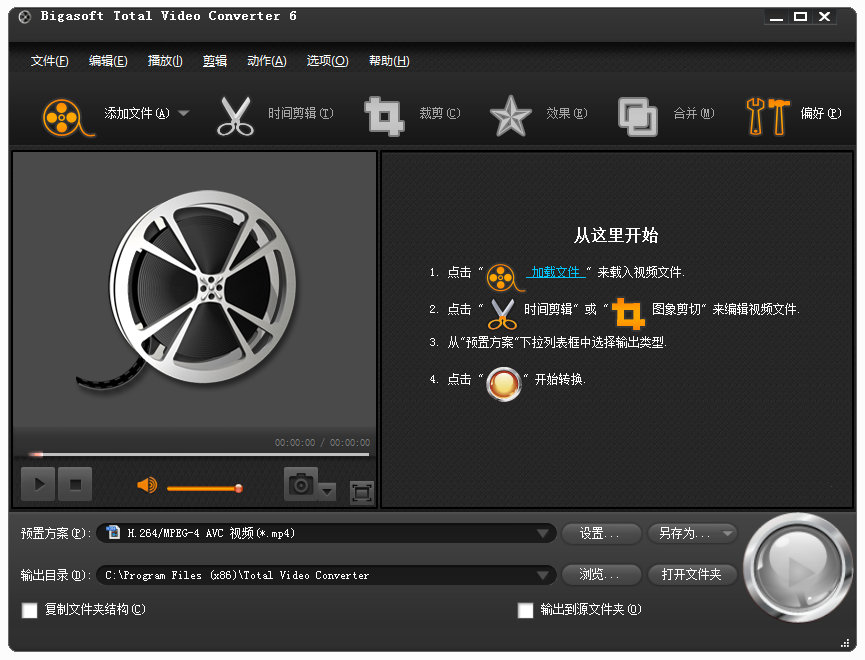 Bigasoft Total Video Converter 6
文件(F) 编辑(E) 播放(I) 剪辑 动作(A) 选项(O) 帮助(H)
添加文件(A) 时间剪辑(T) 裁剪(C) 效果(E) 合并(M) 偏好(P)
从这里开始
1. 点击 “ 加载文件 ” 来载入视频文件.
2. 点击 “ 时间剪辑” 或 “ 图象剪切” 来编辑视频文件.
3. 从“预置方案”下拉列表框中选择输出类型.
4. 点击 “ ” 开始转换.
00:00:00 / 00:00:00
预置方案(P): H.264/MPEG-4 AVC 视频(*.mp4) 设置... 另存为...
输出目录(D): C:\Program Files (x86)\Total Video Converter 浏览... 打开文件夹
复制文件夹结构(C) 输出到源文件夹(O)